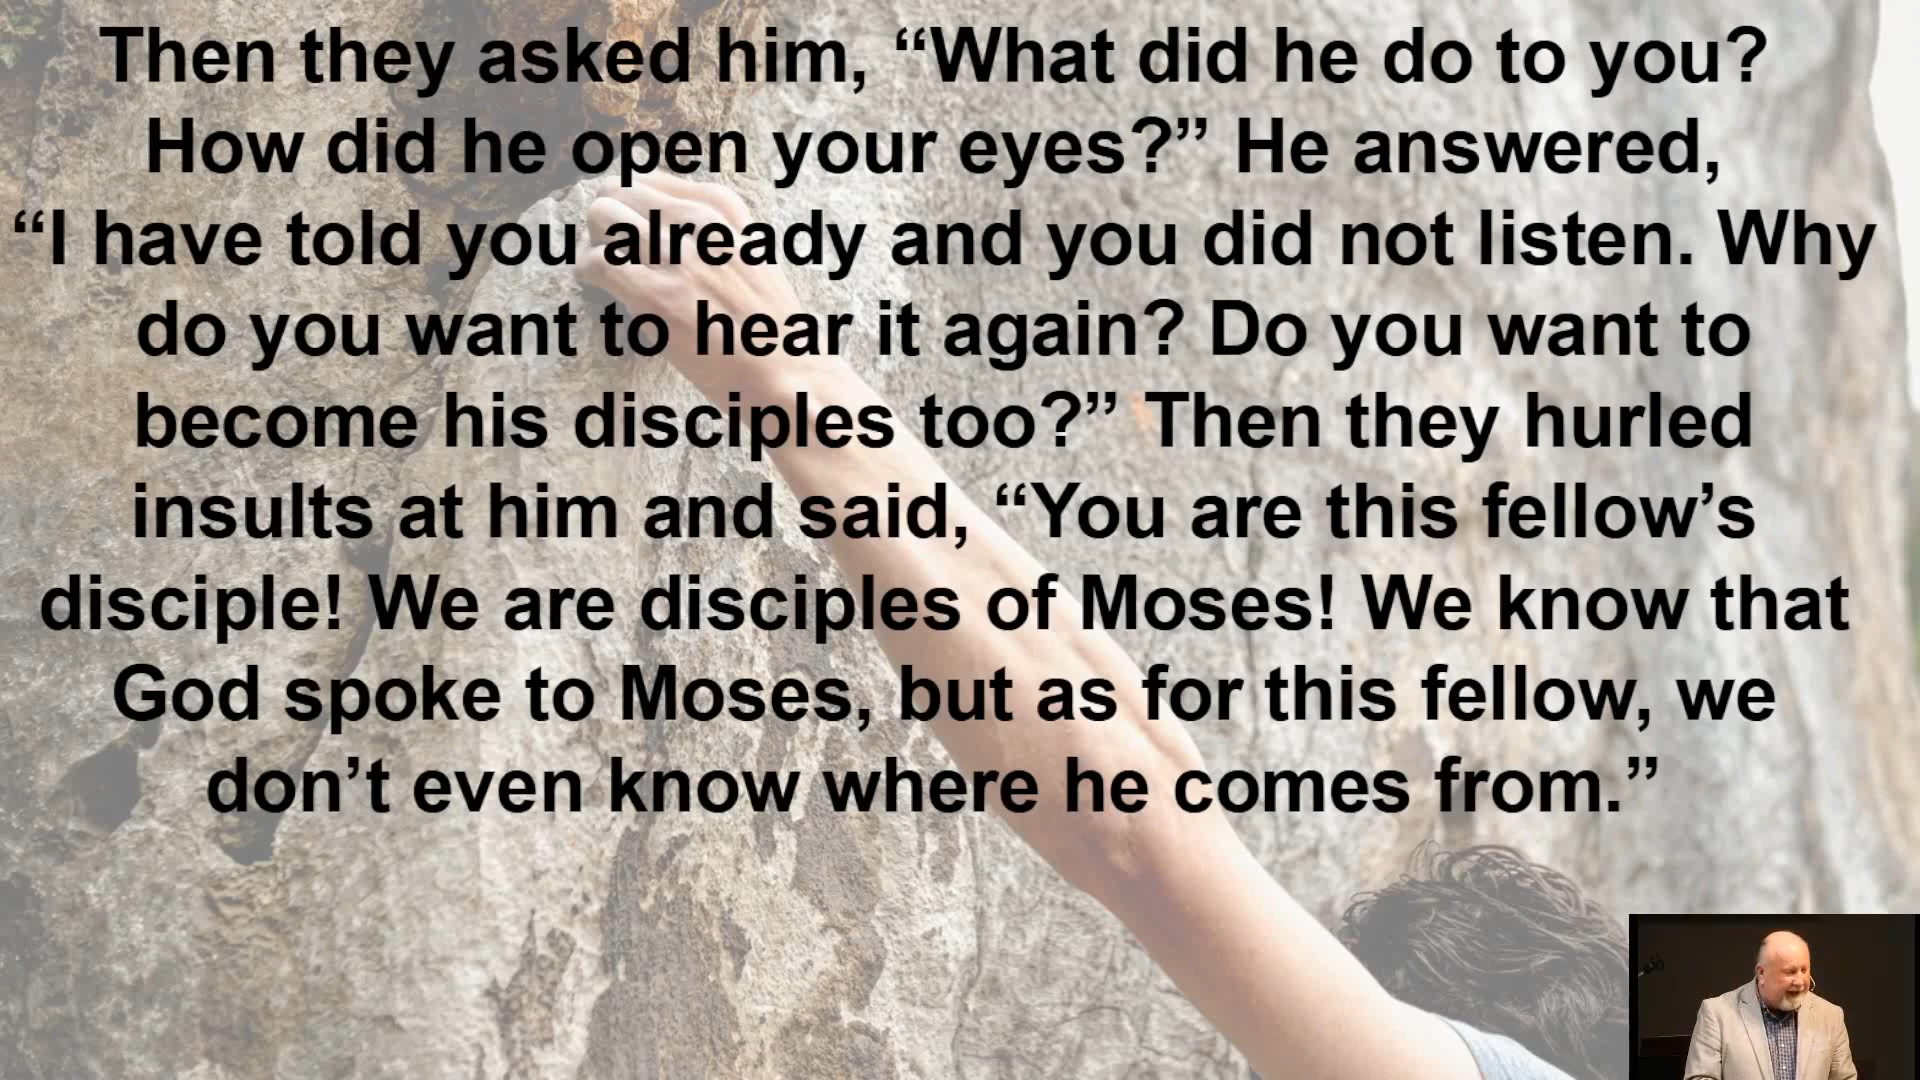 Then they asked him, “What did he do to you?
How did he open your eyes?” He answered,
“I have told you already and you did not listen. Why
do you want to hear it again? Do you want to
become his disciples too?” Then they hurled
insults at him and said, “You are this fellow’s
disciple! We are disciples of Moses! We know that
God spoke to Moses, but as for this fellow, we
don’t even know where he comes from.”